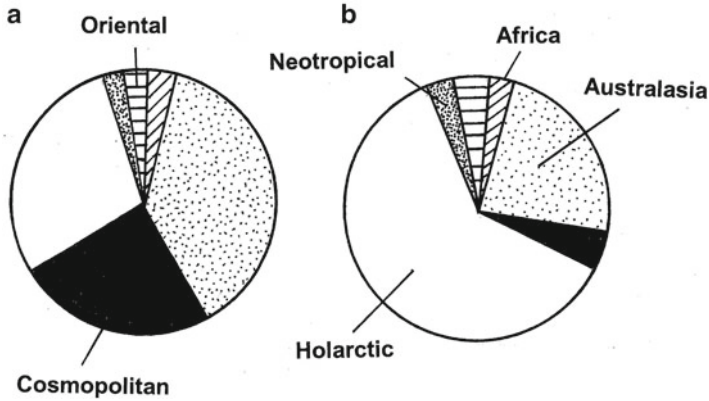 a
Oriental
Cosmopolitan
b
Neotropical
Africa
Australasia
Holarctic